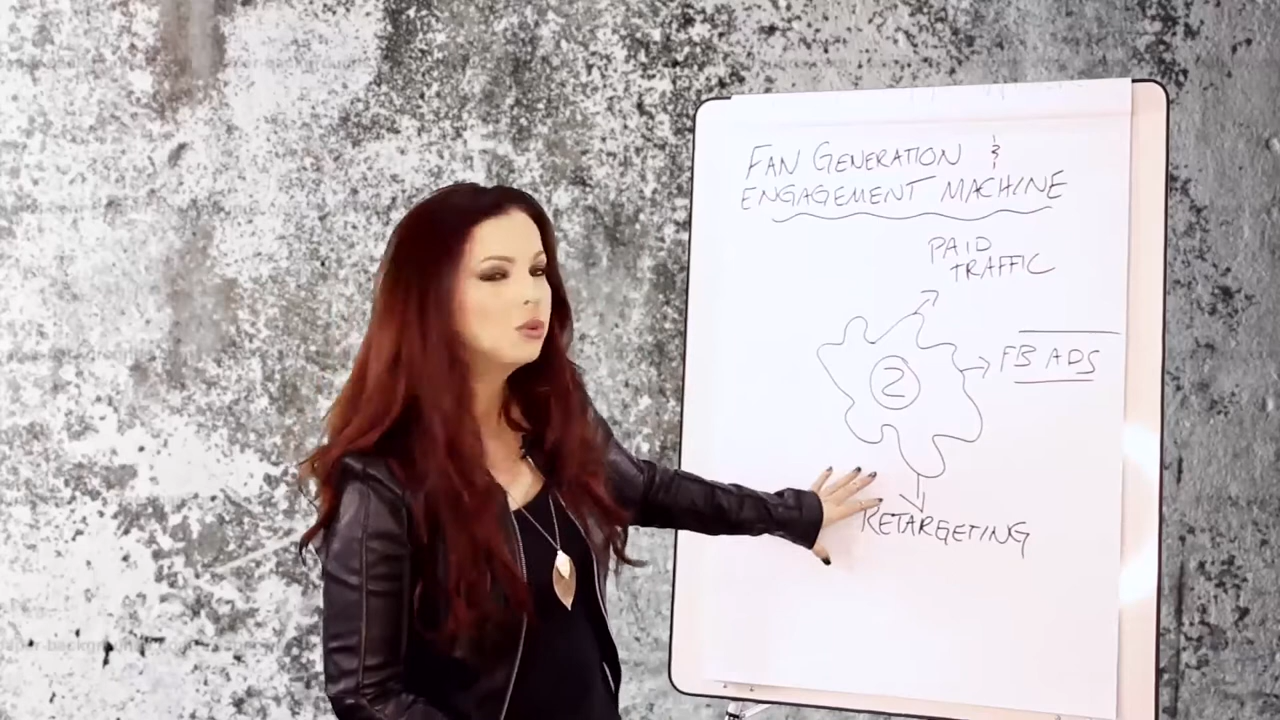 FAN GENERATION &
ENGAGEMENT MACHINE
PAID
TRAFFIC
FB ADS
2
RETARGETING